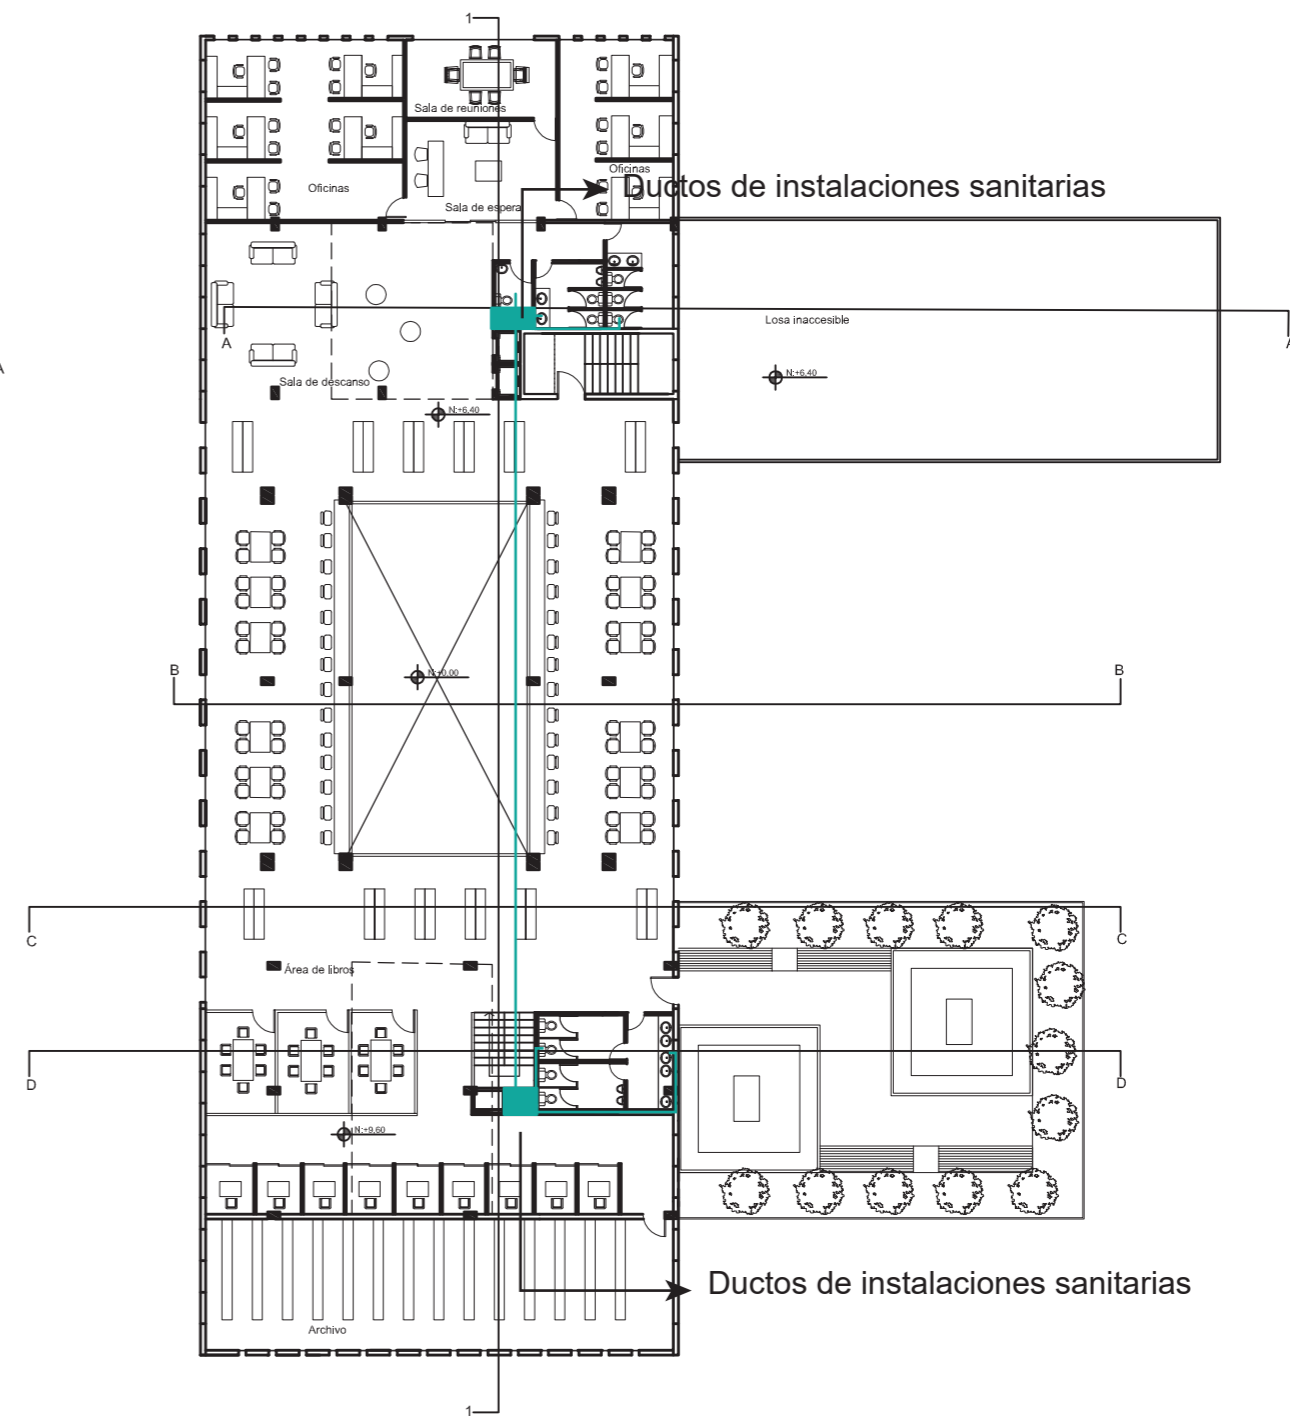 1
Sala de reuniones
Oficinas
Oficinas
Ductos de instalaciones sanitarias
Sala de espera
Losa inaccesible
A
A
A
N:+6.40
Sala de descanso
N:+6.40
B
B
N:+0.00
C
C
Área de libros
D
D
N:+9.60
Ductos de instalaciones sanitarias
Archivo
1